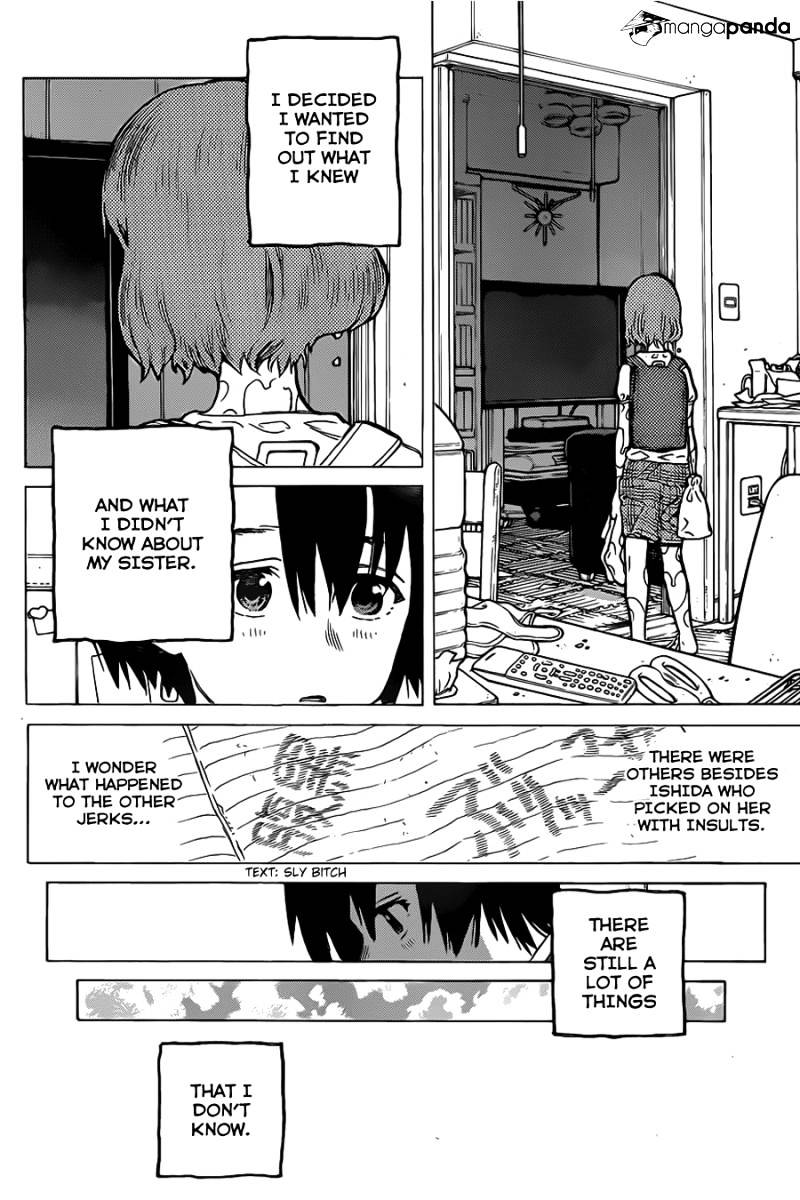 mangapanda
I DECIDED
I WANTED
TO FIND
OUT WHAT
I KNEW
AND WHAT
I DIDN'T
KNOW ABOUT
MY SISTER.
THERE WERE
OTHERS BESIDES
ISHIDA WHO
PICKED ON HER
WITH INSULTS.
I WONDER
WHAT HAPPENED
TO THE OTHER
JERKS...
TEXT: SLY BITCH
THERE
ARE
STILL A
LOT OF
THINGS
THAT I
DON'T
KNOW.